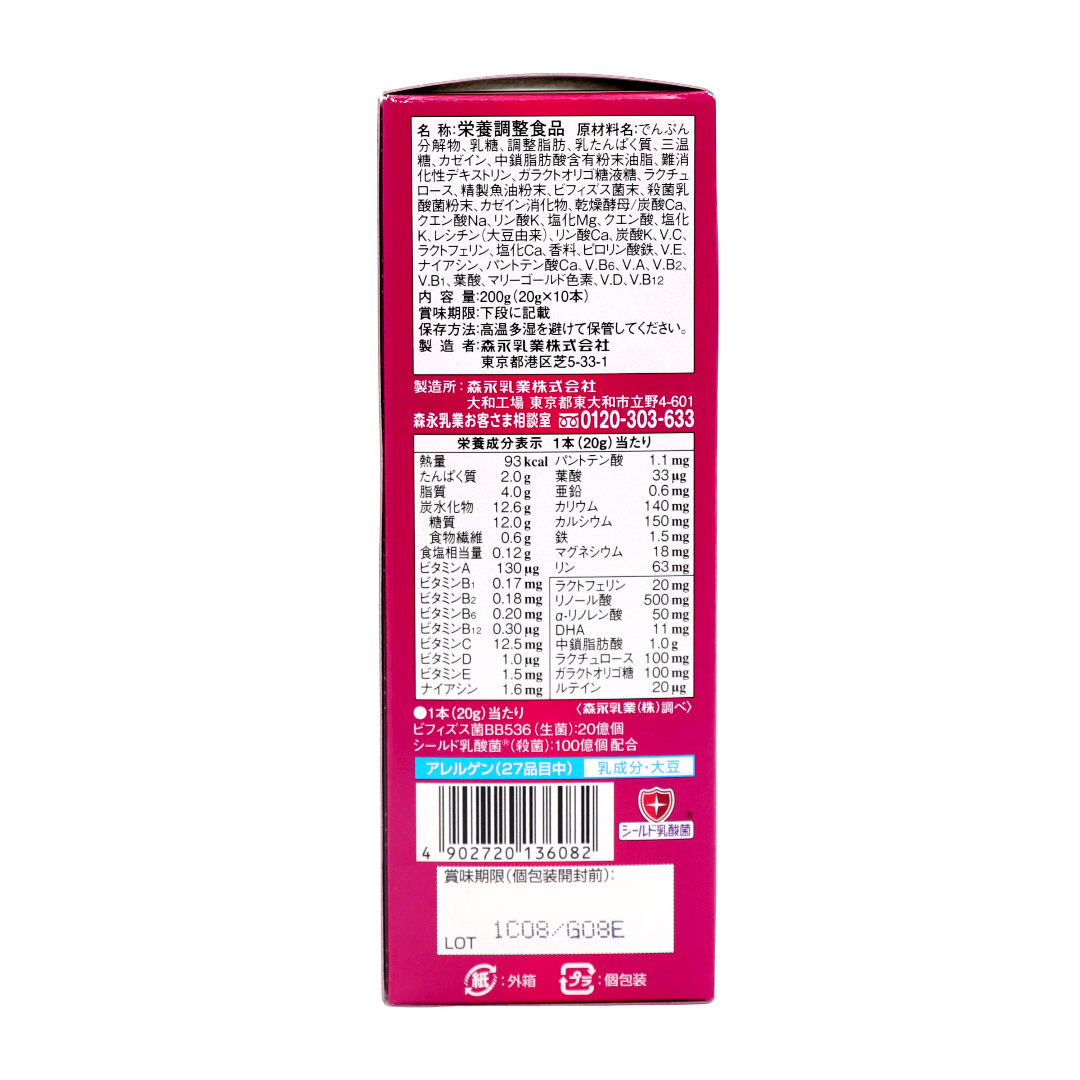 名 称:栄養調整食品 原材料名:でんぷん
分解物、乳糖、調整脂肪、乳たんぱく質、三温
糖、カゼイン、中鎖脂肪酸含有粉末油脂、難消
化性デキストリン、ガラクトオリゴ糖液糖、ラクチュ
ロース、精製魚油粉末、ビフィズス菌末、殺菌乳
酸菌粉末、カゼイン消化物、乾燥酵母/炭酸Ca、
クエン酸Na、リン酸K、塩化Mg、クエン酸、塩化
K、レシチン(大豆由来)、リン酸Ca、炭酸K、V.C、
ラクトフェリン、塩化Ca、香料、ピロリン酸鉄、V.E、
ナイアシン、パントテン酸Ca、V.B6、V.A、V.B2、
V.B1、葉酸、マリーゴールド色素、V.D、V.B12
内 容 量:200g(20g×10本)
賞味期限:下段に記載
保存方法:高温多湿を避けて保管してください。
製 造 者:森永乳業株式会社
東京都港区芝5-33-1
製造所:森永乳業株式会社
大和工場 東京都東大和市立野4-601
森永乳業お客さま相談室 0120-303-633
栄養成分表示 1本(20g)当たり
熱量 93kcal
たんぱく質 2.0g
脂質 4.0g
炭水化物 12.6g
糖質 12.0g
食物繊維 0.6g
食塩相当量 0.12g
ビタミンA 130μg
ビタミンB1 0.17mg
ビタミンB2 0.18mg
ビタミンB6 0.20mg
ビタミンB12 0.30μg
ビタミンC 12.5mg
ビタミンD 1.0μg
ビタミンE 1.5mg
ナイアシン 1.6mg
パントテン酸 1.1mg
葉酸 33μg
亜鉛 0.6mg
カリウム 140mg
カルシウム 150mg
鉄 1.5mg
マグネシウム 18mg
リン 63mg
ラクトフェリン 20mg
リノール酸 500mg
α-リノレン酸 50mg
DHA 11mg
中鎖脂肪酸 1.0g
ラクチュロース 100mg
ガラクトオリゴ糖 100mg
ルテイン 20μg
●1本(20g)当たり 〈森永乳業(株)調べ〉
ビフィズス菌BB536(生菌):20億個
シールド乳酸菌®(殺菌):100億個配合
アレルゲン(27品目中) 乳成分・大豆
シールド乳酸菌®
4 902720 136082
賞味期限(個包装開封前):
LOT 1C08/G08E
紙:外箱 プラ:個包装